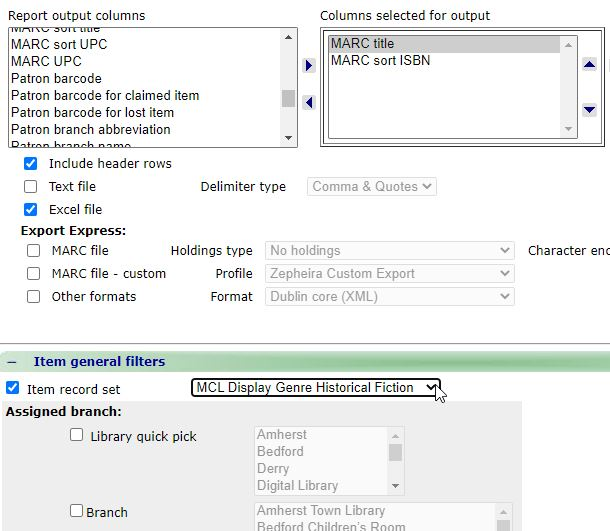 Report output columns
Columns selected for output
MARC sort title
MARC sort UPC
MARC UPC
Patron barcode
Patron barcode for claimed item
Patron barcode for lost item
Patron branch abbreviation
Patron branch name
MARC title
MARC sort ISBN
Include header rows
Text file
Delimiter type
Comma & Quotes
Excel file
Export Express:
MARC file
Holdings type
No holdings
Character enc
MARC file - custom
Profile
Zepheira Custom Export
Other formats
Format
Dublin core (XML)
Item general filters
Item record set
MCL Display Genre Historical Fiction
Assigned branch:
Library quick pick
Amherst
Bedford
Derry
Digital Library
Branch
Amherst Town Library
Bedford Children's Room